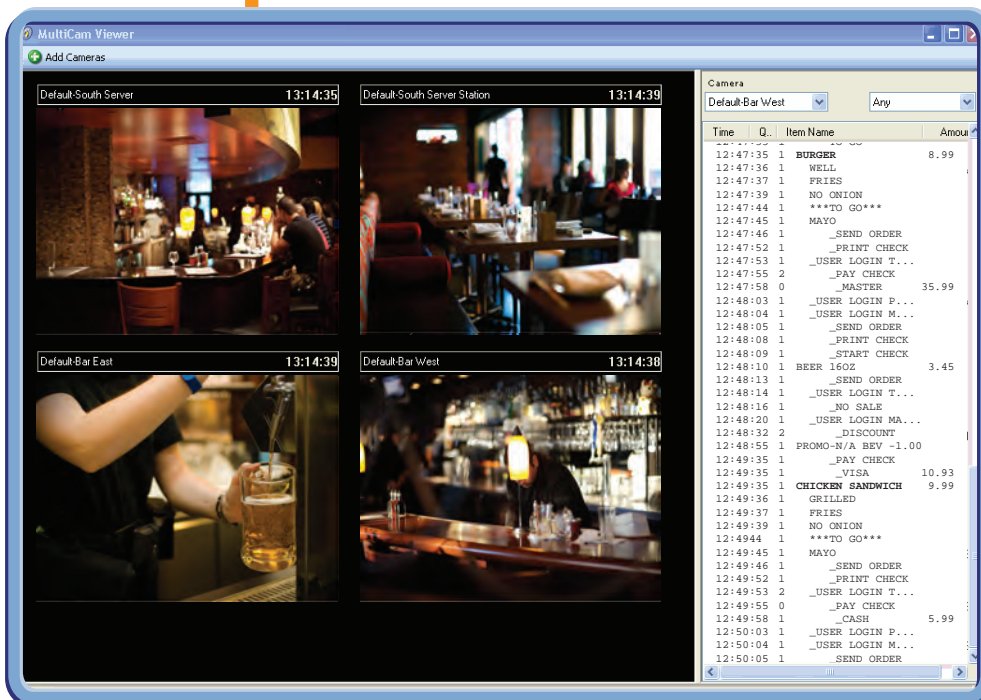 MultiCam Viewer
Add Cameras
Default-South Server 13:14:35
Default-South Server Station 13:14:39
Default-Bar East 13:14:39
Default-Bar West 13:14:38
Camera
Default-Bar West Any
Time Q.. Item Name Amou
TO GO
12:47:35 1 BURGER 8.99
12:47:36 1 WELL
12:47:37 1 FRIES
12:47:39 1 NO ONION
12:47:44 1 ***TO GO***
12:47:45 1 MAYO
12:47:46 1 _SEND ORDER
12:47:52 1 _PRINT CHECK
12:47:53 1 _USER LOGIN T...
12:47:55 2 _PAY CHECK
12:47:58 0 _MASTER 35.99
12:48:03 1 _USER LOGIN P...
12:48:04 1 _USER LOGIN M...
12:48:05 1 _SEND ORDER
12:48:08 1 _PRINT CHECK
12:48:09 1 _START CHECK
12:48:10 1 BEER 16OZ 3.45
12:48:13 1 _SEND ORDER
12:48:14 1 _USER LOGIN T...
12:48:16 1 _NO SALE
12:48:20 1 _USER LOGIN MA...
12:48:32 2 _DISCOUNT
12:48:55 1 PROMO-N/A BEV -1.00
12:49:35 1 _PAY CHECK
12:49:35 1 _VISA 10.93
12:49:35 1 CHICKEN SANDWICH 9.99
12:49:36 1 GRILLED
12:49:37 1 FRIES
12:49:39 1 NO ONION
12:4944 1 ***TO GO***
12:49:45 1 MAYO
12:49:46 1 _SEND ORDER
12:49:52 1 _PRINT CHECK
12:49:53 2 _USER LOGIN T...
12:49:55 0 _PAY CHECK
12:49:58 1 _CASH 5.99
12:50:03 1 _USER LOGIN P...
12:50:04 1 _USER LOGIN M...
12:50:05 1 _SEND ORDER